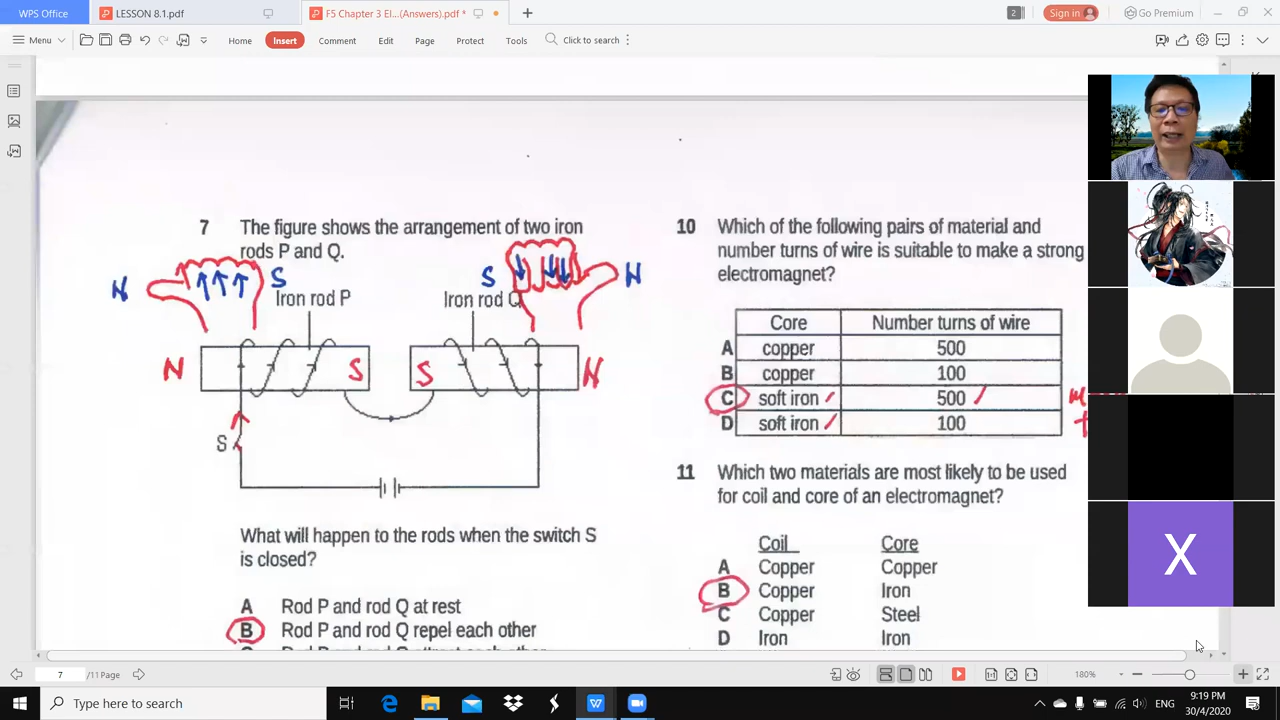 WPS Office
LESSON 8.1.pdf
F5 Chapter 3 El...(Answers).pdf *
2
Sign in
Go Premium
Menu
Home
Insert
Comment
Edit
Page
Protect
Tools
Click to search
7 The figure shows the arrangement of two iron
rods P and Q.
N
S
S
N
Iron rod P
Iron rod Q
N
S
S
N
S
What will happen to the rods when the switch S
is closed?
A Rod P and rod Q at rest
B Rod P and rod Q repel each other
10 Which of the following pairs of material and
number turns of wire is suitable to make a strong
electromagnet?
Core Number turns of wire
A copper 500
B copper 100
C soft iron 500
D soft iron 100
11 Which two materials are most likely to be used
for coil and core of an electromagnet?
Coil Core
A Copper Copper
B Copper Iron
C Copper Steel
D Iron Iron
X
7 /11 Page
180%
Type here to search
ENG
9:19 PM
30/4/2020
3